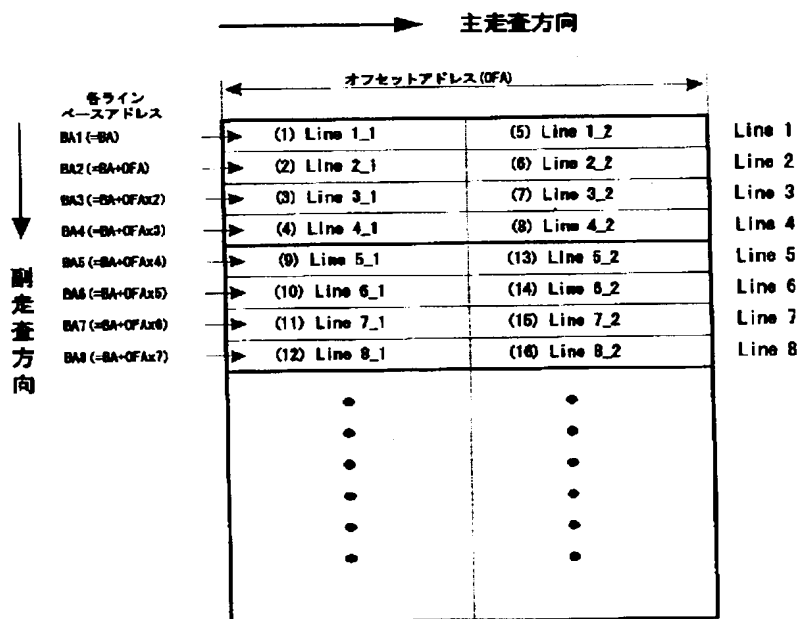 主走査方向
オフセットアドレス(OFA)
各ライン
ベースアドレス
BA1(=BA) (1) Line 1_1 (5) Line 1_2 Line 1
BA2(=BA+OFA) (2) Line 2_1 (6) Line 2_2 Line 2
BA3(=BA+OFAx2) (3) Line 3_1 (7) Line 3_2 Line 3
BA4(=BA+OFAx3) (4) Line 4_1 (8) Line 4_2 Line 4
BA5(=BA+OFAx4) (9) Line 5_1 (13) Line 5_2 Line 5
BA6(=BA+OFAx5) (10) Line 6_1 (14) Line 6_2 Line 6
BA7(=BA+OFAx6) (11) Line 7_1 (15) Line 7_2 Line 7
BA8(=BA+OFAx7) (12) Line 8_1 (16) Line 8_2 Line 8
副走査方向